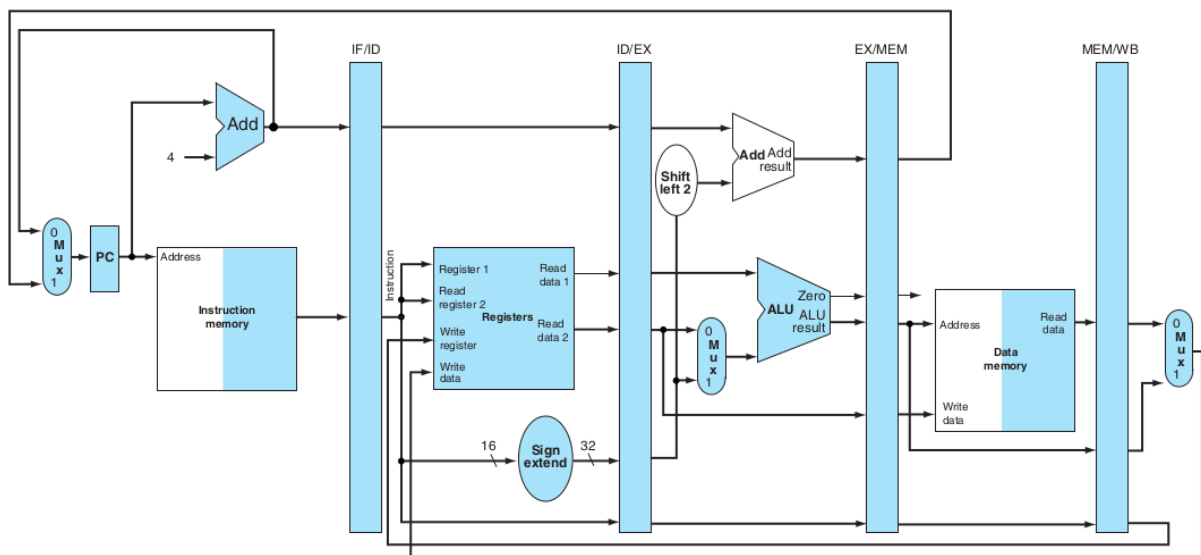 IF/ID
ID/EX
EX/MEM
MEM/WB
Add
4
Shift
left 2
Add
Add
result
0
M
u
x
1
PC
Address
Instruction
memory
Instruction
Register 1
Read
register 2
Registers
Write
register
Write
data
Read
data 1
Read
data 2
16
Sign
extend
32
0
M
u
x
1
ALU
Zero
ALU
result
Address
Read
data
Data
memory
Write
data
0
M
u
x
1